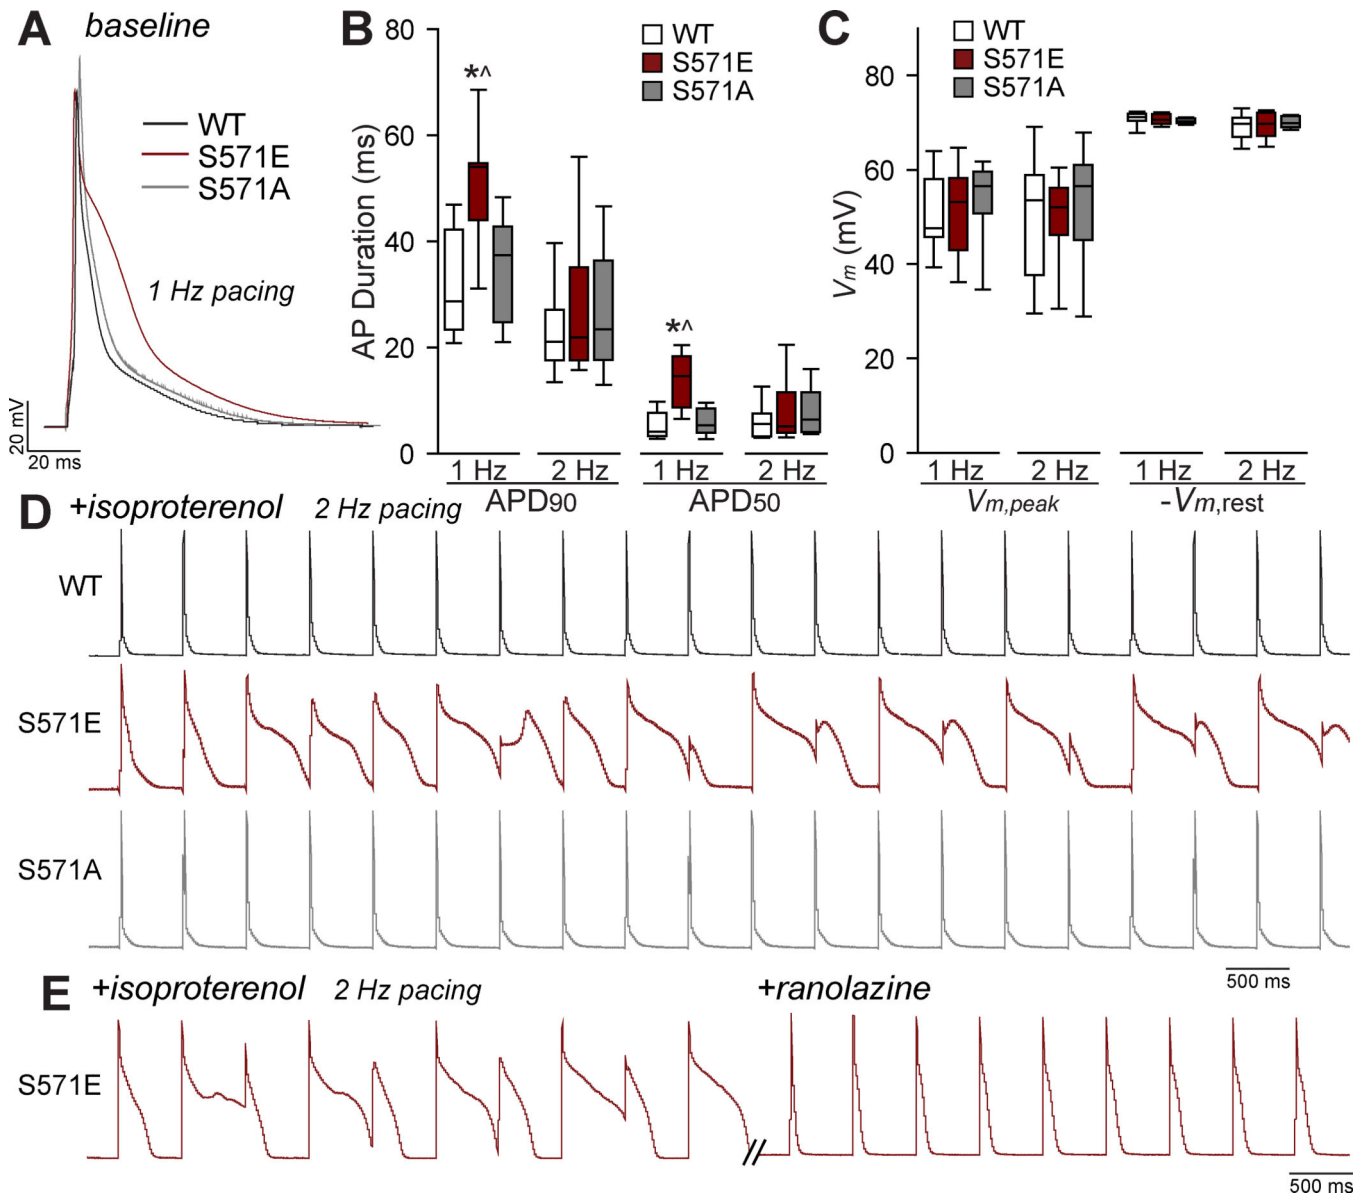 A
baseline
WT
S571E
S571A
1 Hz pacing
20 mV
20 ms
B
AP Duration (ms)
80
60
40
20
0
WT
S571E
S571A
*^
*^
1 Hz
2 Hz
1 Hz
2 Hz
APD90
APD50
C
Vm (mV)
80
60
40
20
0
WT
S571E
S571A
1 Hz
2 Hz
1 Hz
2 Hz
Vm,peak
-Vm,rest
D
+isoproterenol 2 Hz pacing
WT
S571E
S571A
500 ms
E
+isoproterenol 2 Hz pacing
+ranolazine
S571E
500 ms